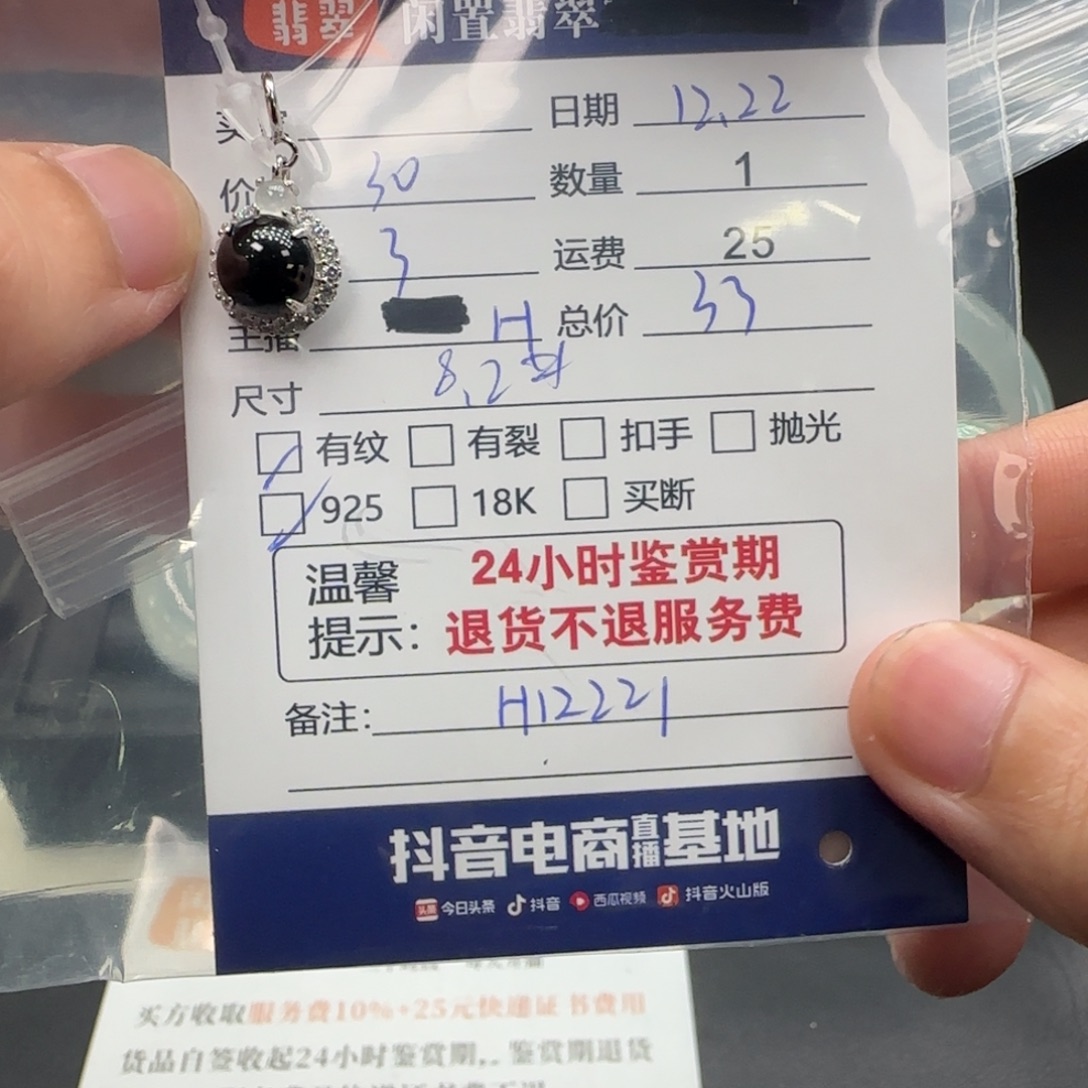 翡翠 闲置翡翠
日期 12.22
价 30 数量 1
3 运费 25
主播 H 总价 33
尺寸 8.2
有纹 有裂 扣手 抛光
925 18K 买断
温馨提示： 24小时鉴赏期
退货不退服务费
备注： H12221
抖音电商直播基地
头条 今日头条 抖音 西瓜视频 抖音火山版
买方收取服务费10%+25元快递证书费用
货品自签收起24小时鉴赏期,. 鉴赏期退货